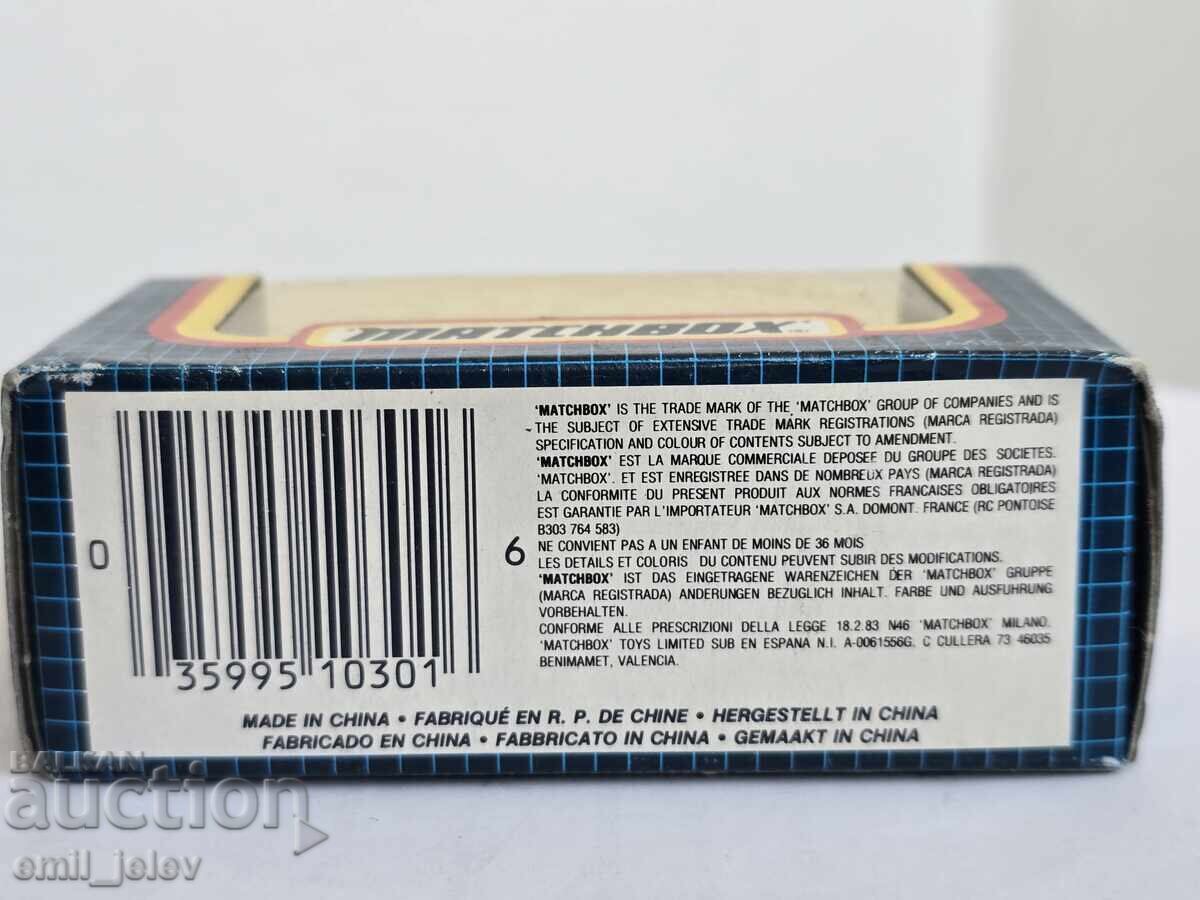 MATCHBOX TM
'MATCHBOX' IS THE TRADE MARK OF THE 'MATCHBOX' GROUP OF COMPANIES AND IS
THE SUBJECT OF EXTENSIVE TRADE MARK REGISTRATIONS (MARCA REGISTRADA)
SPECIFICATION AND COLOUR OF CONTENTS SUBJECT TO AMENDMENT.
'MATCHBOX' EST LA MARQUE COMMERCIALE DEPOSEE DU GROUPE DES SOCIETES.
'MATCHBOX'. ET EST ENREGISTREE DANS DE NOMBREUX PAYS (MARCA REGISTRADA)
LA CONFORMITE DU PRESENT PRODUIT AUX NORMES FRANCAISES OBLIGATOIRES
EST GARANTIE PAR L'IMPORTATEUR 'MATCHBOX' S.A. DOMONT. FRANCE (RC PONTOISE
B303 764 583)
NE CONVIENT PAS A UN ENFANT DE MOINS DE 36 MOIS
LES DETAILS ET COLORIS DU CONTENU PEUVENT SUBIR DES MODIFICATIONS.
'MATCHBOX' IST DAS EINGETRAGENE WARENZEICHEN DER 'MATCHBOX' GRUPPE
(MARCA REGISTRADA) ANDERUNGEN BEZUGLICH INHALT. FARBE UND AUSFUHRUNG
VORBEHALTEN.
CONFORME ALLE PRESCRIZIONI DELLA LEGGE 18.2.83 N46 'MATCHBOX' MILANO.
'MATCHBOX' TOYS LIMITED SUB EN ESPANA N.I. A-0061556G. C CULLERA 73 46035
BENIMAMET, VALENCIA.
0 35995 10301 6
MADE IN CHINA • FABRIQUÉ EN R. P. DE CHINE • HERGESTELLT IN CHINA
FABRICADO EN CHINA • FABBRICATO IN CHINA • GEMAAKT IN CHINA
BALKAN
auction
emil_jelev